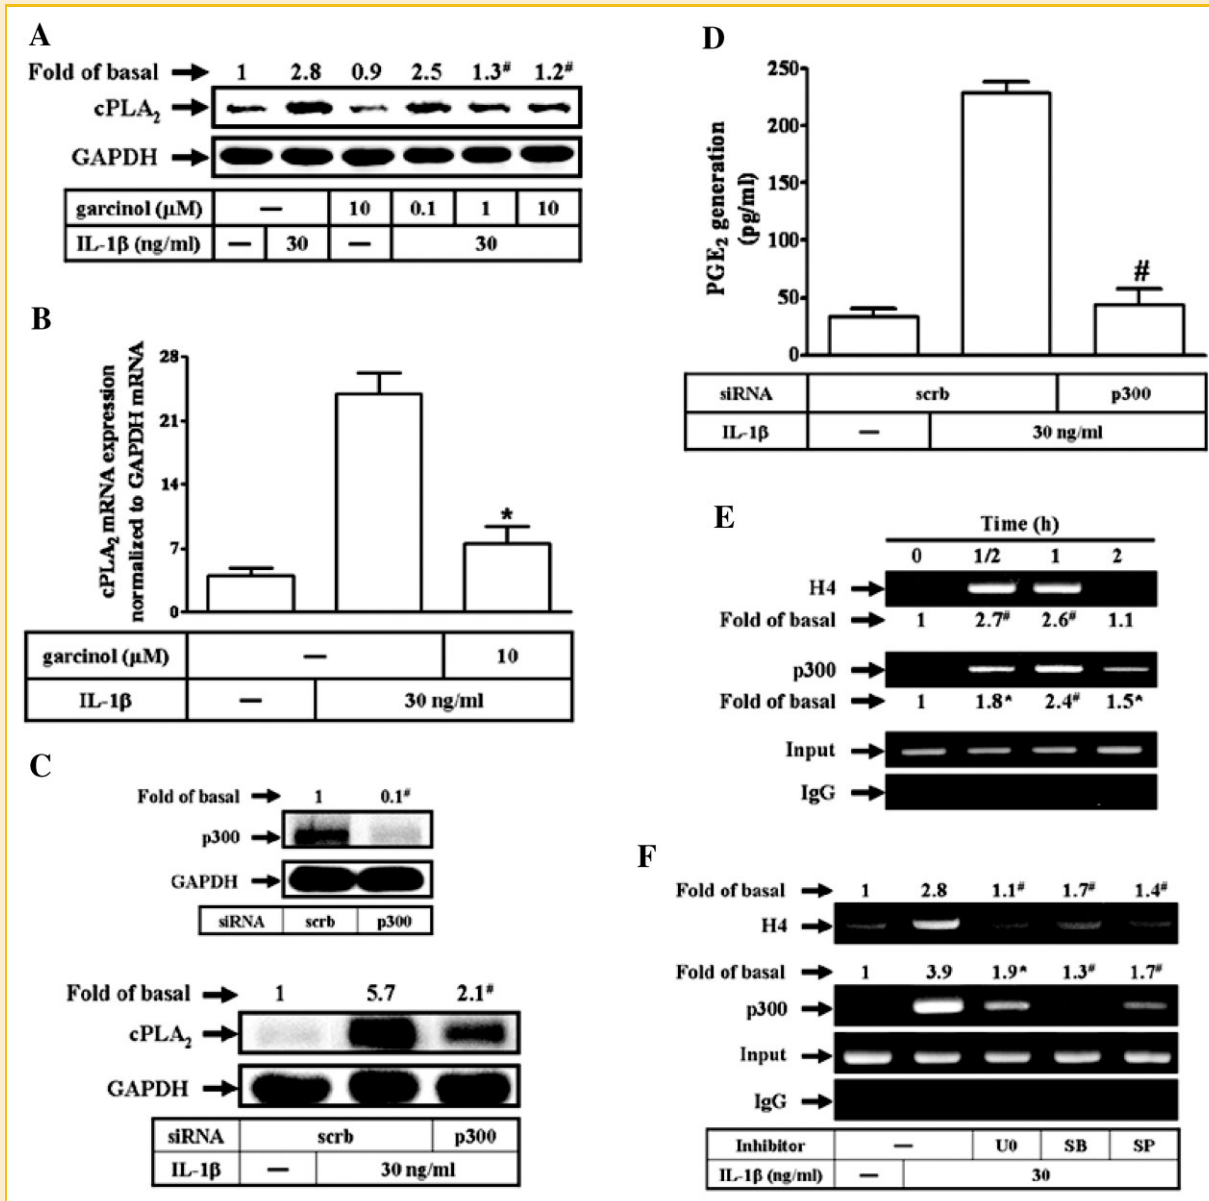 A
Fold of basal 1 2.8 0.9 2.5 1.3# 1.2#
cPLA2
GAPDH
garcinol (μM) — 10 0.1 1 10
IL-1β (ng/ml) — 30 — 30
B
cPLA2 mRNA expression
normalized to GAPDH mRNA
28
21
14
7
0
*
garcinol (μM) — 10
IL-1β — 30 ng/ml
C
Fold of basal 1 0.1#
p300
GAPDH
siRNA scrb p300
Fold of basal 1 5.7 2.1#
cPLA2
GAPDH
siRNA scrb p300
IL-1β — 30 ng/ml
D
PGE2 generation
(pg/ml)
250
200
150
100
50
0
#
siRNA scrb p300
IL-1β — 30 ng/ml
E
Time (h)
0 1/2 1 2
H4
Fold of basal 1 2.7# 2.6# 1.1
p300
Fold of basal 1 1.8* 2.4# 1.5*
Input
IgG
F
Fold of basal 1 2.8 1.1# 1.7# 1.4#
H4
Fold of basal 1 3.9 1.9* 1.3# 1.7#
p300
Input
IgG
Inhibitor — U0 SB SP
IL-1β (ng/ml) — 30